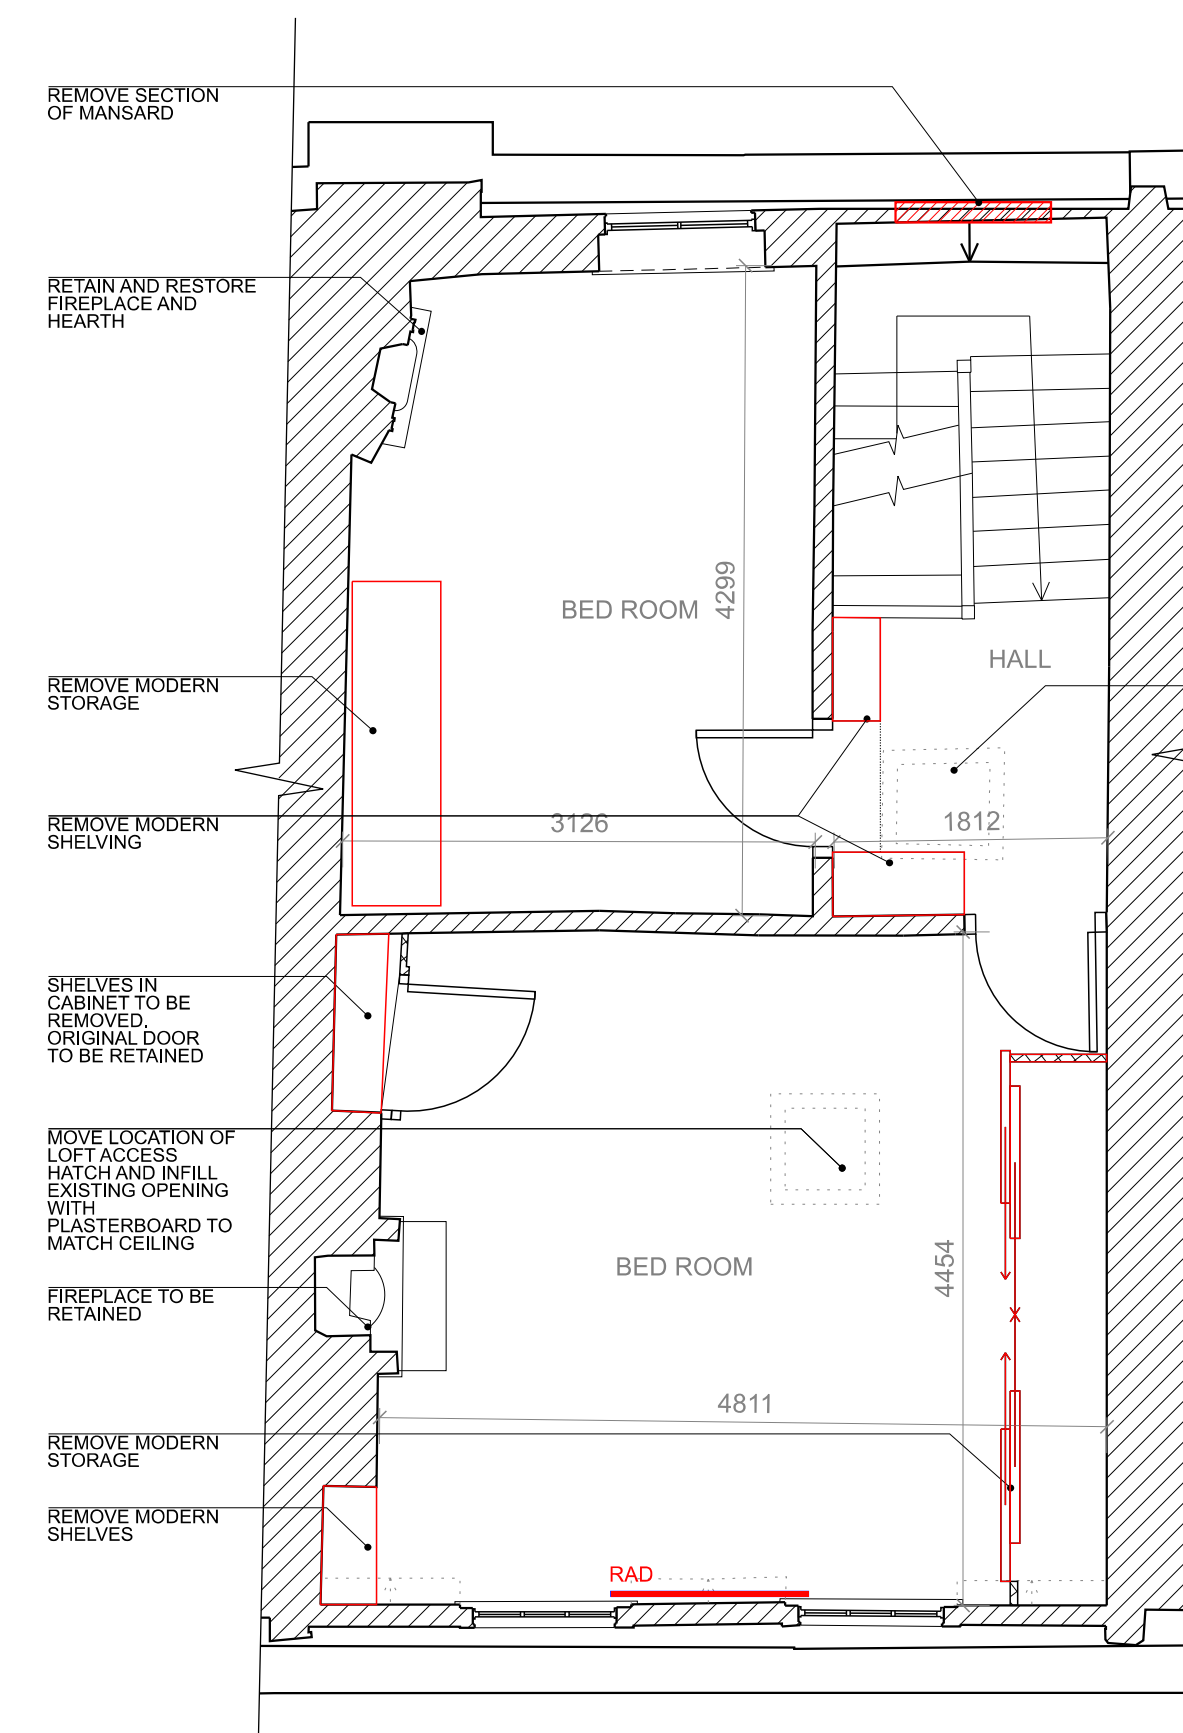 REMOVE SECTION
OF MANSARD
RETAIN AND RESTORE
FIREPLACE AND
HEARTH
BED ROOM
4299
HALL
REMOVE MODERN
STORAGE
REMOVE MODERN
SHELVING
3126
1812
SHELVES IN
CABINET TO BE
REMOVED.
ORIGINAL DOOR
TO BE RETAINED
MOVE LOCATION OF
LOFT ACCESS
HATCH AND INFILL
EXISTING OPENING
WITH
PLASTERBOARD TO
MATCH CEILING
BED ROOM
4454
FIREPLACE TO BE
RETAINED
4811
REMOVE MODERN
STORAGE
REMOVE MODERN
SHELVES
RAD